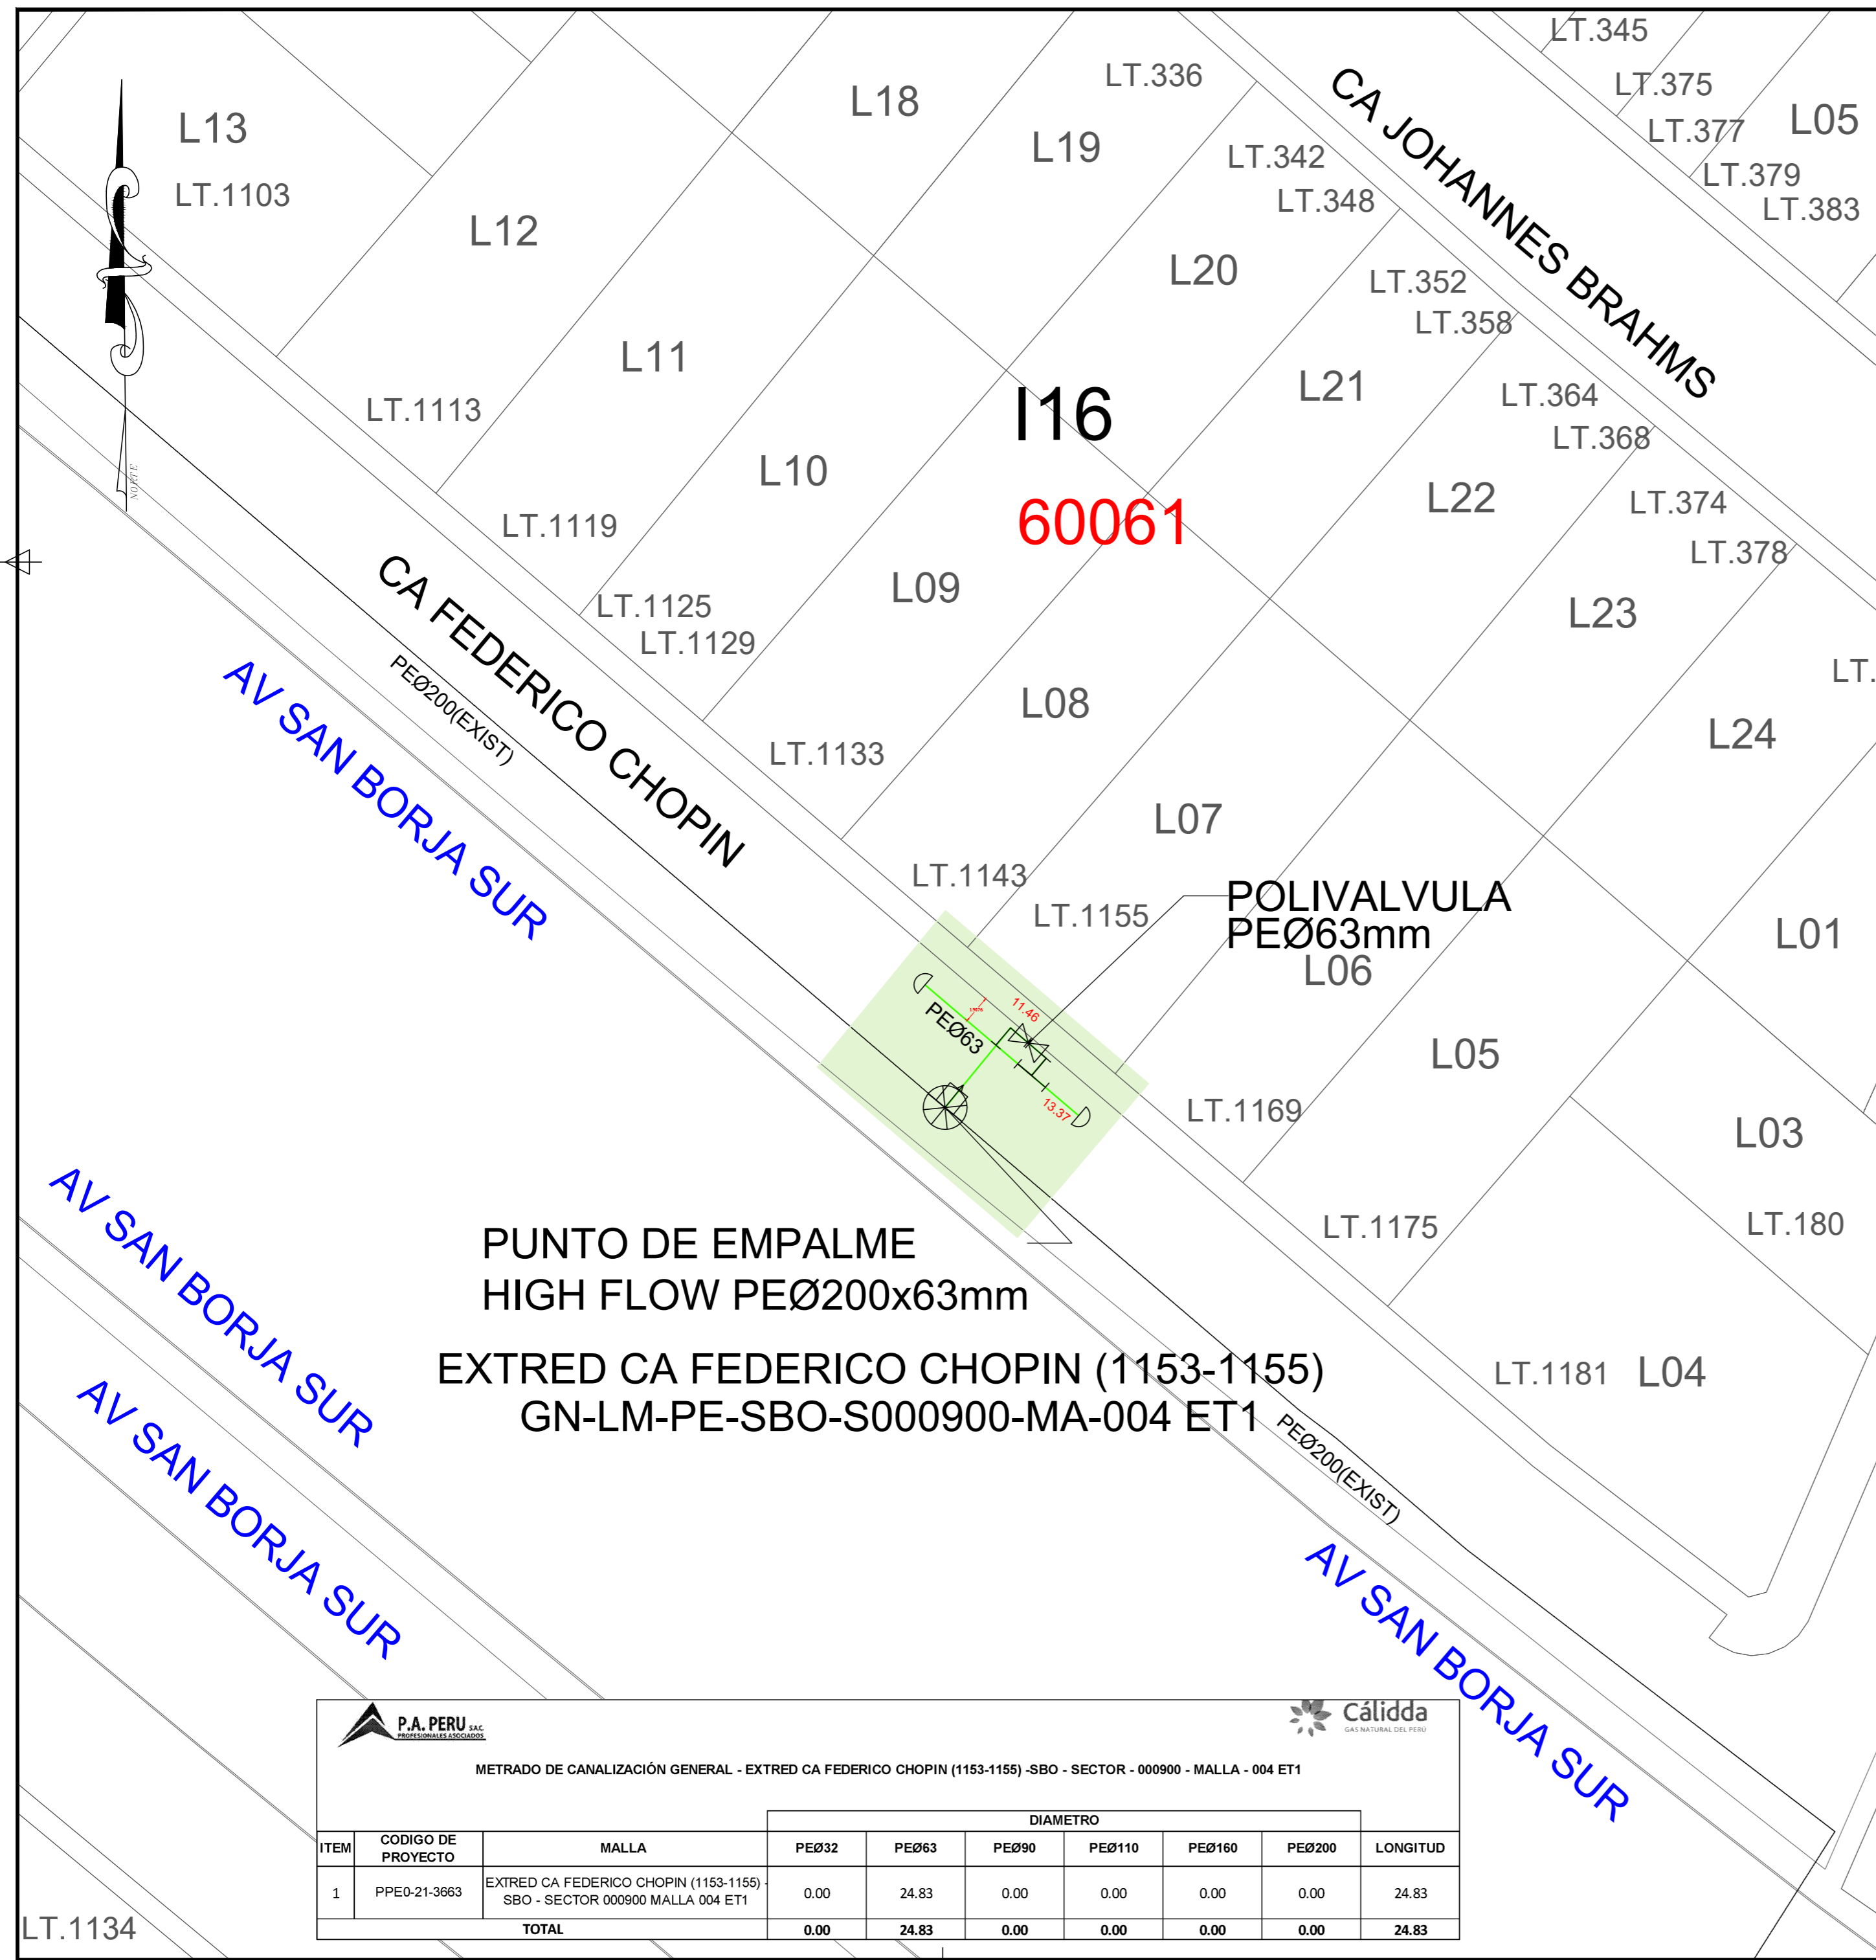 LT.345
LT.336
CA JOHANNES BRAHMS
LT.375
L18
L05
L13
LT.377
L19
LT.342
LT.379
LT.1103
LT.348
LT.383
L12
L20
LT.352
LT.358
L11
L21
LT.364
LT.1113
I16
LT.368
NORTE
L10
L22
LT.374
60061
LT.1119
LT.378
L09
L23
CA FEDERICO CHOPIN
LT.1125
LT.1129
LT.
PEØ200(EXIST)
AV SAN BORJA SUR
L08
L24
LT.1133
L07
LT.1143
POLIVALVULA
PEØ63mm
LT.1155
L01
L06
11.46
PEØ63
L05
13.37
LT.1169
L03
LT.1175
LT.180
PUNTO DE EMPALME
HIGH FLOW PEØ200x63mm
AV SAN BORJA SUR
EXTRED CA FEDERICO CHOPIN (1153-1155)
GN-LM-PE-SBO-S000900-MA-004 ET1
LT.1181
L04
PEØ200(EXIST)
AV SAN BORJA SUR
AV SAN BORJA SUR
P.A. PERU S.A.C.
PROFESIONALES ASOCIADOS
Cálidda
GAS NATURAL DEL PERÚ
METRADO DE CANALIZACIÓN GENERAL - EXTRED CA FEDERICO CHOPIN (1153-1155) -SBO - SECTOR - 000900 - MALLA - 004 ET1
DIAMETRO
ITEM CODIGO DE PROYECTO MALLA PEØ32 PEØ63 PEØ90 PEØ110 PEØ160 PEØ200 LONGITUD
1 PPE0-21-3663 EXTRED CA FEDERICO CHOPIN (1153-1155) - SBO - SECTOR 000900 MALLA 004 ET1 0.00 24.83 0.00 0.00 0.00 0.00 24.83
TOTAL 0.00 24.83 0.00 0.00 0.00 0.00 24.83
LT.1134